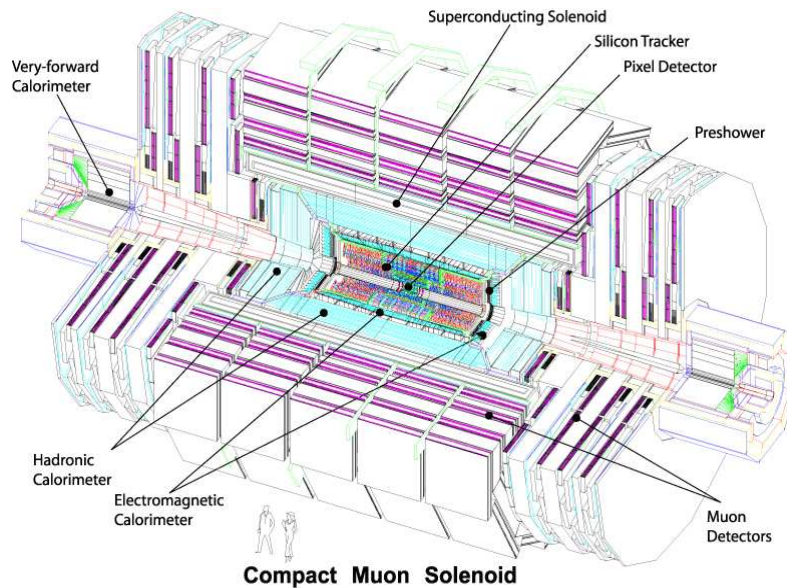 Superconducting Solenoid
Silicon Tracker
Pixel Detector
Very-forward
Calorimeter
Preshower
Hadronic
Calorimeter
Electromagnetic
Calorimeter
Muon
Detectors
Compact Muon Solenoid